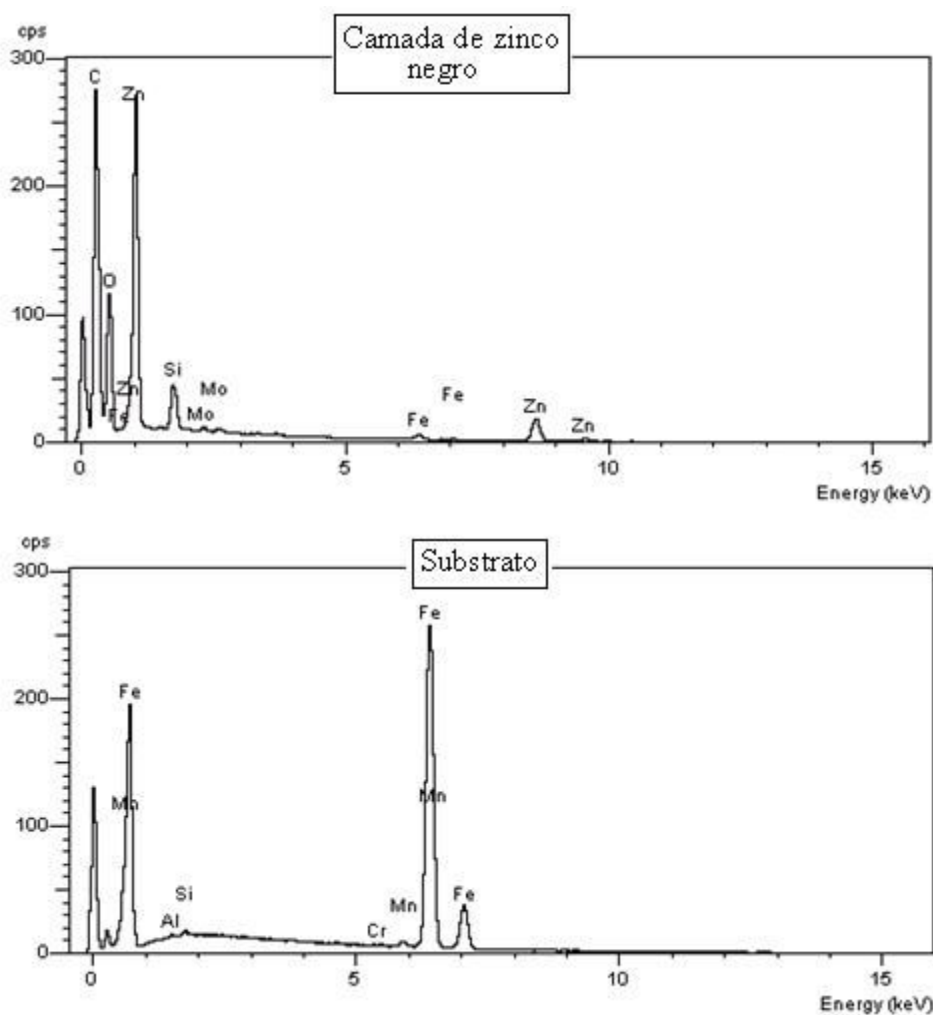 cps
Camada de zinco
negro
300
C
Zn
200
O
100
Zn
Si
Mo
Fe
Fe
Mo
Fe
Zn
Zn
0
0 5 10 15
Energy (keV)
cps
Substrato
300
Fe
Fe
200
Mn
Mn
100
Si
Mn
Fe
Al
Cr
0
0 5 10 15
Energy (keV)